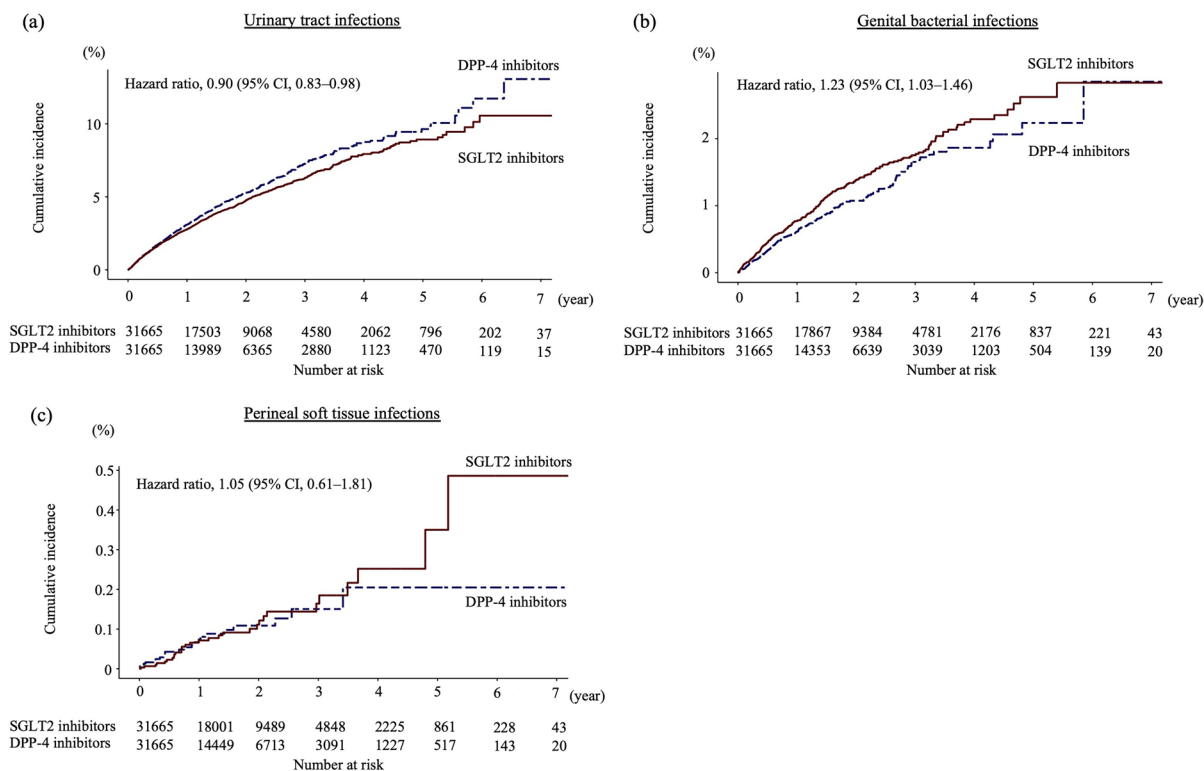 (a)
Urinary tract infections
(%)
Hazard ratio, 0.90 (95% CI, 0.83–0.98)
DPP-4 inhibitors
SGLT2 inhibitors
Cumulative incidence
10
5
0
0 1 2 3 4 5 6 7 (year)
SGLT2 inhibitors 31665 17503 9068 4580 2062 796 202 37
DPP-4 inhibitors 31665 13989 6365 2880 1123 470 119 15
Number at risk
(b)
Genital bacterial infections
(%)
Hazard ratio, 1.23 (95% CI, 1.03–1.46)
SGLT2 inhibitors
DPP-4 inhibitors
Cumulative incidence
2
1
0
0 1 2 3 4 5 6 7 (year)
SGLT2 inhibitors 31665 17867 9384 4781 2176 837 221 43
DPP-4 inhibitors 31665 14353 6639 3039 1203 504 139 20
Number at risk
(c)
Perineal soft tissue infections
(%)
Hazard ratio, 1.05 (95% CI, 0.61–1.81)
SGLT2 inhibitors
DPP-4 inhibitors
Cumulative incidence
0.5
0.4
0.3
0.2
0.1
0
0 1 2 3 4 5 6 7 (year)
SGLT2 inhibitors 31665 18001 9489 4848 2225 861 228 43
DPP-4 inhibitors 31665 14449 6713 3091 1227 517 143 20
Number at risk